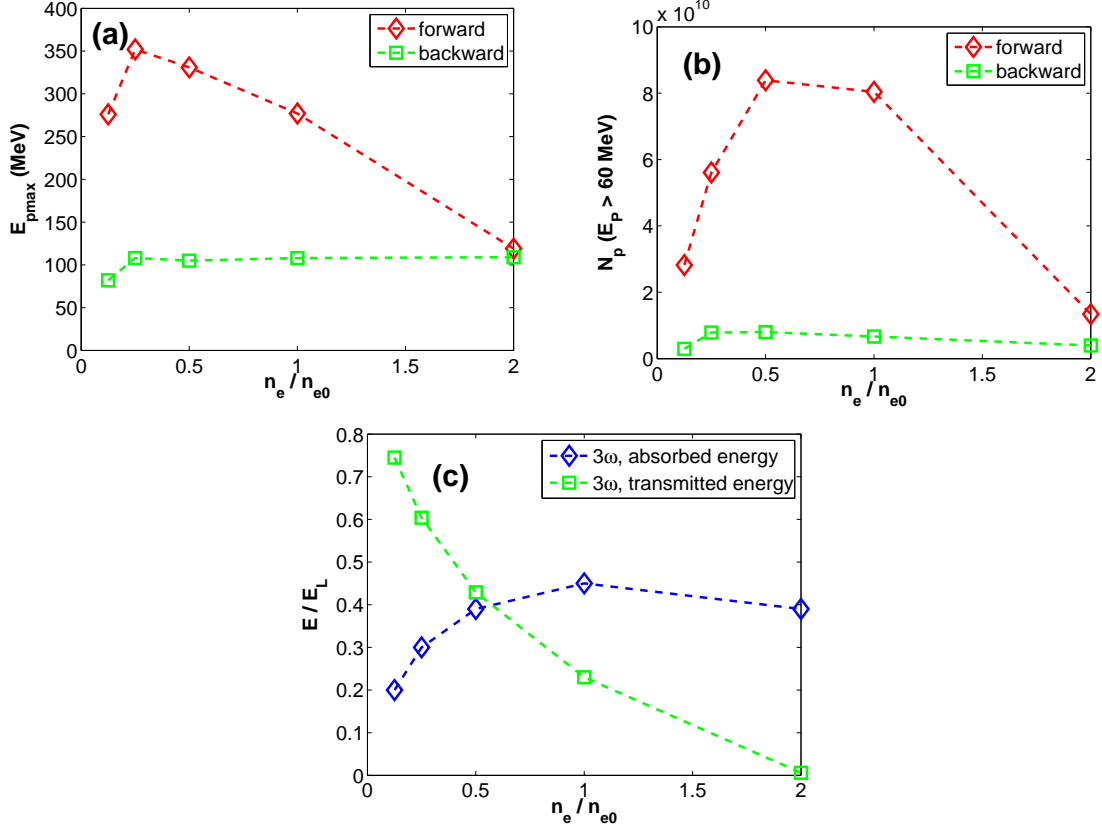 (a)
forward
backward
E_pmax (MeV)
400
350
300
250
200
150
100
50
0
0 0.5 1 1.5 2
n_e / n_e0
x 10^10
(b)
forward
backward
N_p (E_P > 60 MeV)
10
8
6
4
2
0
0 0.5 1 1.5 2
n_e / n_e0
(c)
3ω, absorbed energy
3ω, transmitted energy
E / E_L
0.8
0.7
0.6
0.5
0.4
0.3
0.2
0.1
0
0 0.5 1 1.5 2
n_e / n_e0